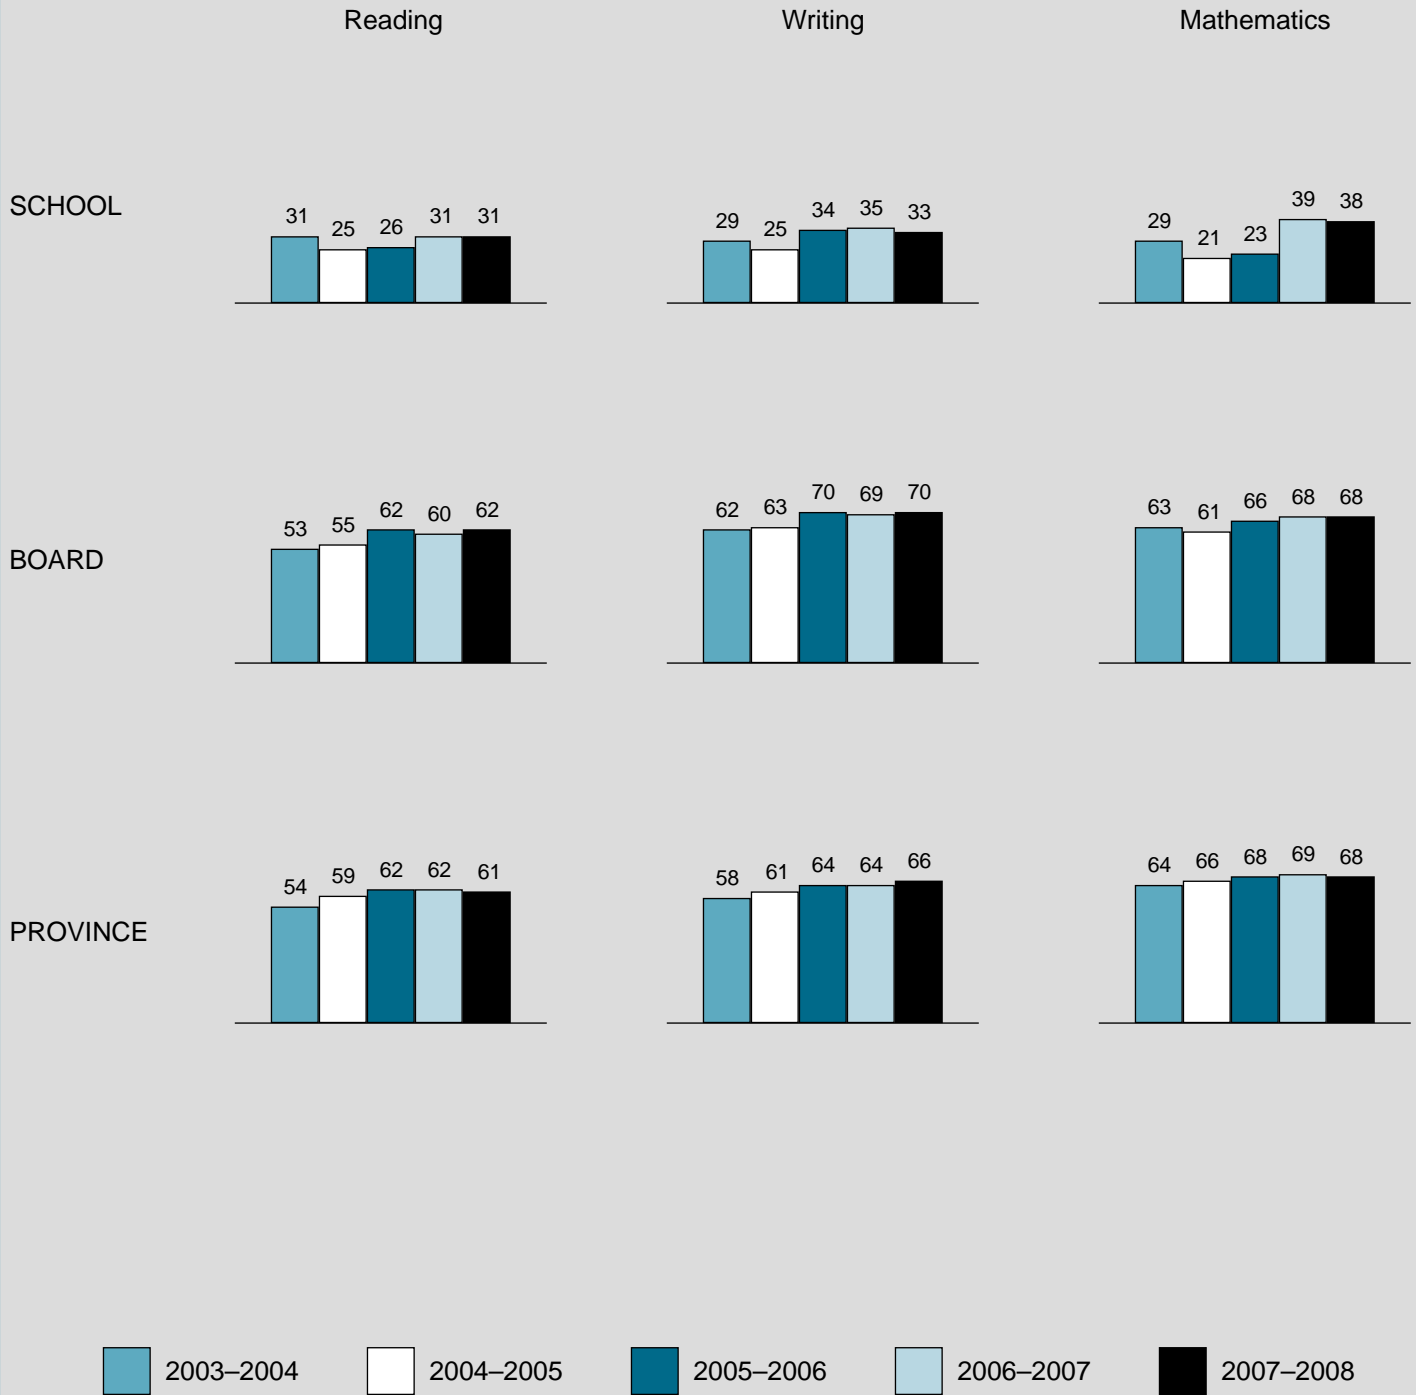 Reading Writing Mathematics
SCHOOL
31 25 26 31 31
29 25 34 35 33
29 21 23 39 38
BOARD
53 55 62 60 62
62 63 70 69 70
63 61 66 68 68
PROVINCE
54 59 62 62 61
58 61 64 64 66
64 66 68 69 68
2003–2004 2004–2005 2005–2006 2006–2007 2007–2008